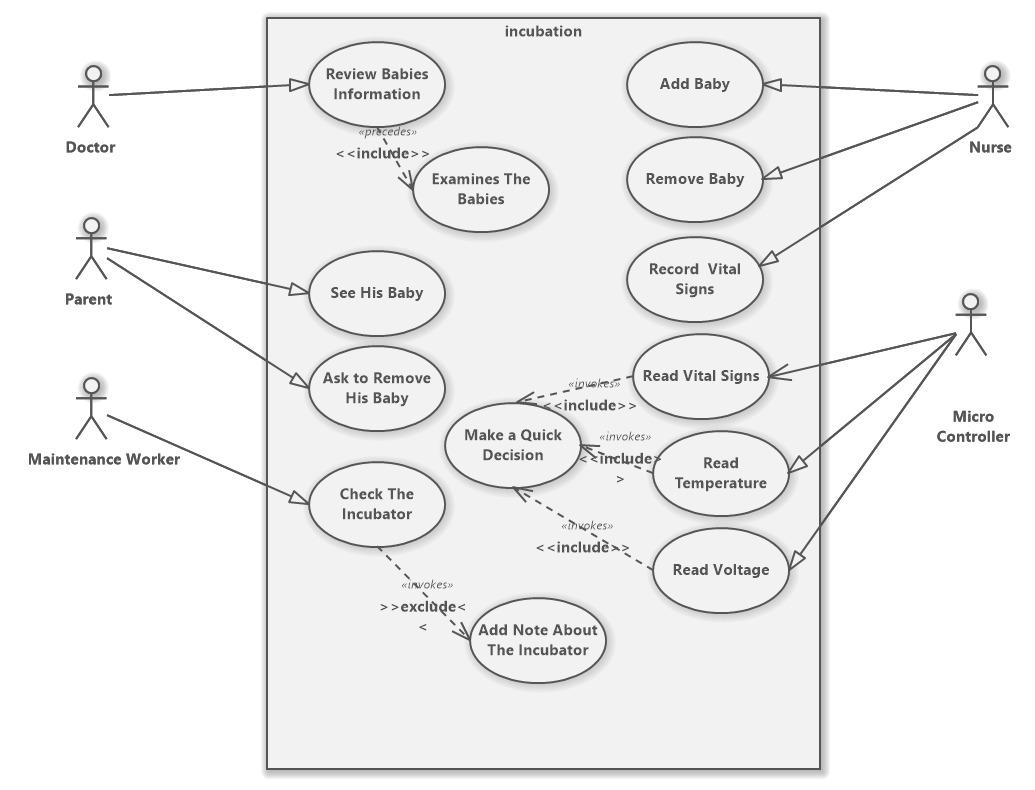 incubation
Review Babies
Information
Add Baby
Doctor
Nurse
«precedes»
<<include>>
Examines The
Babies
Remove Baby
Parent
See His Baby
Record  Vital
Signs
Ask to Remove
His Baby
Read Vital Signs
«invokes»
<<include>>
Micro
Controller
Maintenance Worker
Make a Quick
Decision
«invokes»
<<include>
>
Read
Temperature
Check The
Incubator
«invokes»
<<include>>
Read Voltage
«invokes»
>>exclude<
<
Add Note About
The Incubator